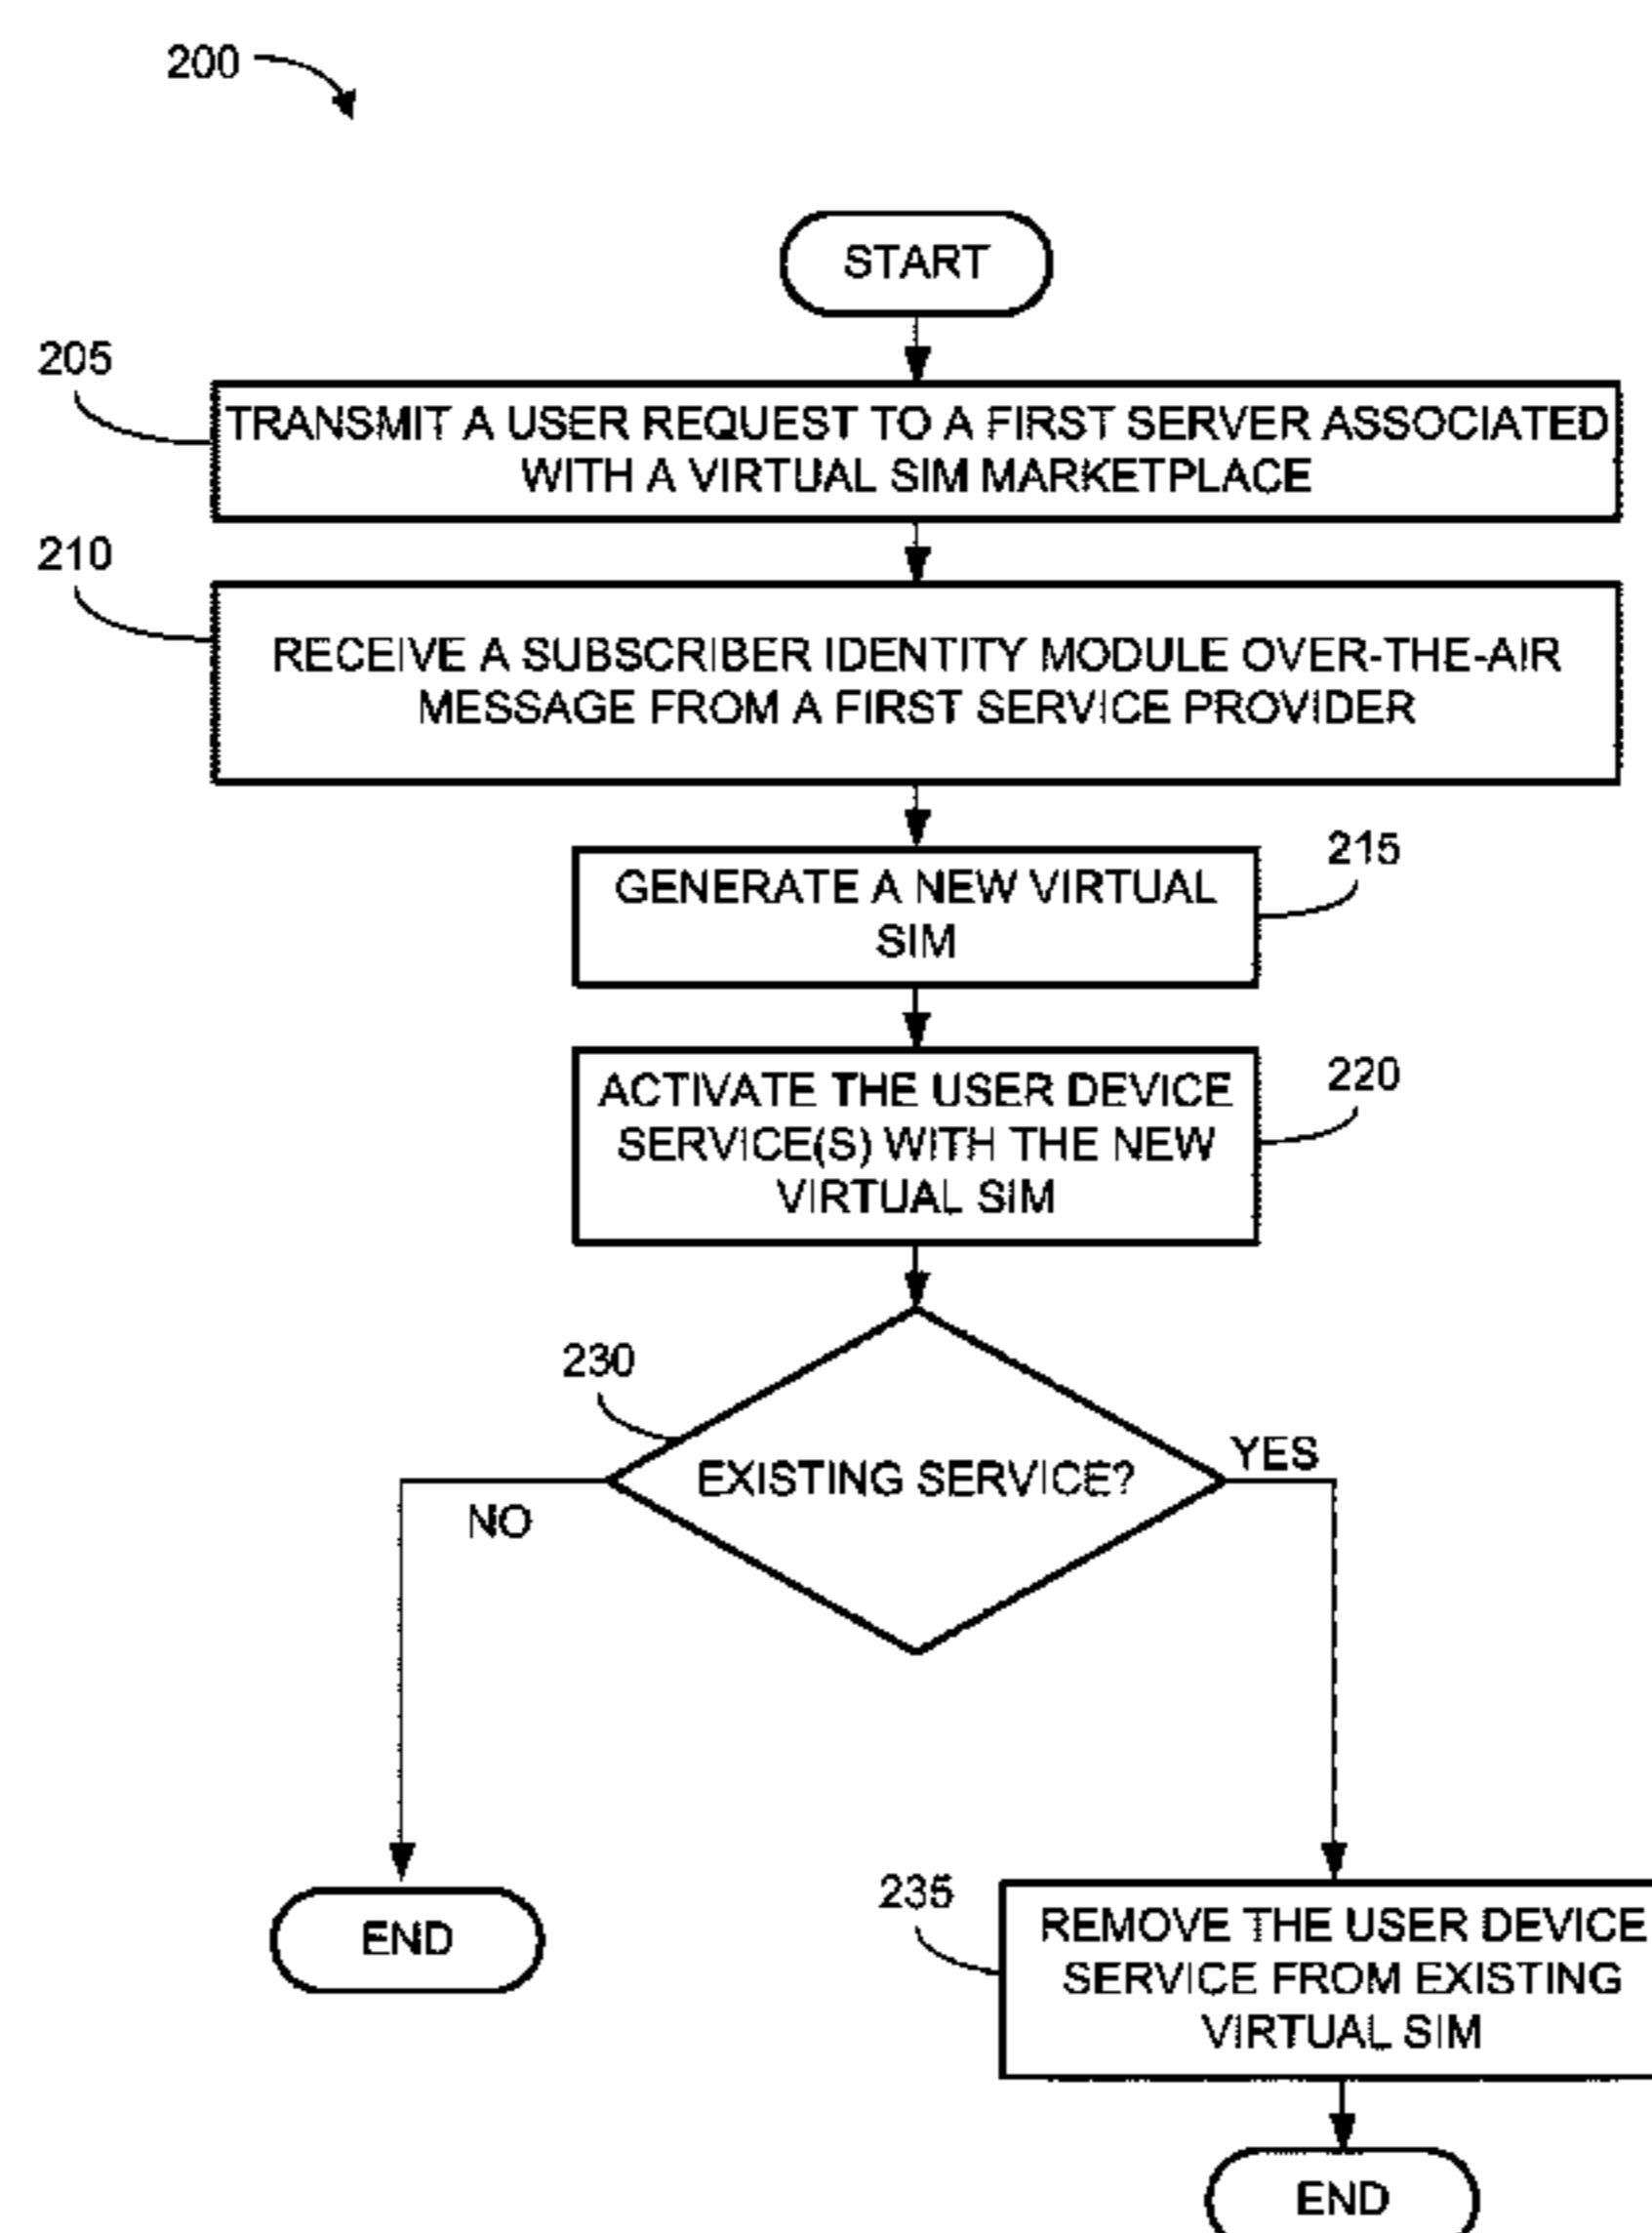 200
START
205
TRANSMIT A USER REQUEST TO A FIRST SERVER ASSOCIATED
WITH A VIRTUAL SIM MARKETPLACE
210
RECEIVE A SUBSCRIBER IDENTITY MODULE OVER-THE-AIR
MESSAGE FROM A FIRST SERVICE PROVIDER
215
GENERATE A NEW VIRTUAL
SIM
220
ACTIVATE THE USER DEVICE
SERVICE(S) WITH THE NEW
VIRTUAL SIM
230
EXISTING SERVICE?
YES
NO
235
REMOVE THE USER DEVICE
SERVICE FROM EXISTING
VIRTUAL SIM
END
END